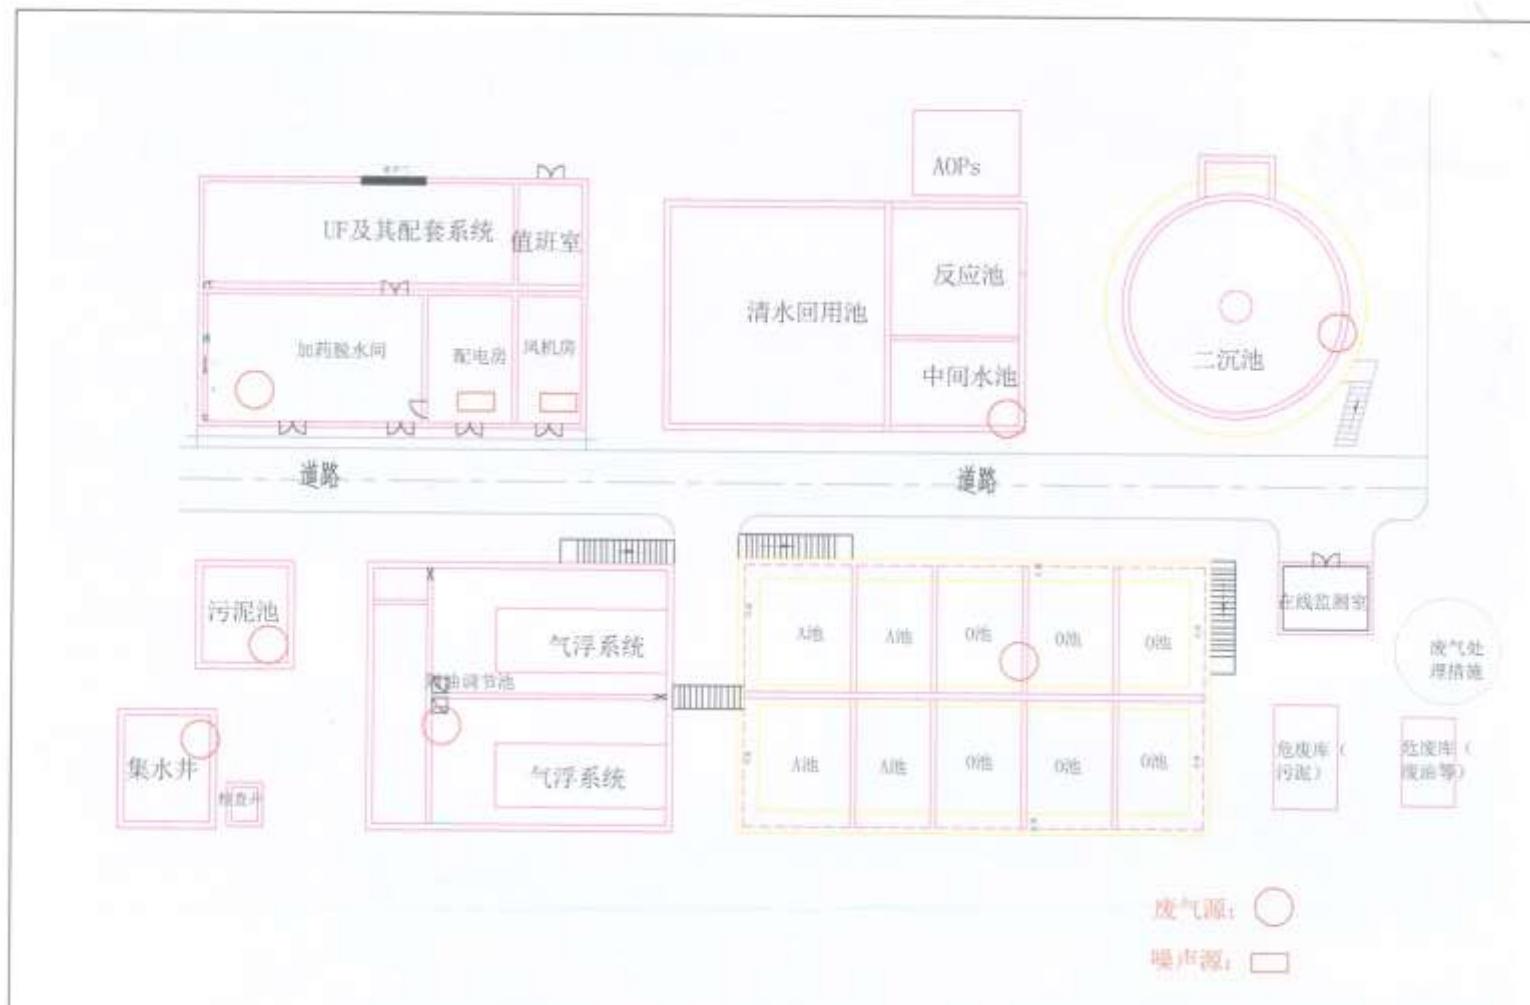 AOPs
UF及其配套系统
值班室
反应池
清水回用池
加药脱水间
配电房
风机房
中间水池
二沉池
道路
道路
污泥池
气浮系统
A池
A池
O池
O池
O池
在线监测室
废气处
理措施
隔油调节池
集水井
检查井
气浮系统
A池
A池
O池
O池
O池
危废库（
污泥）
危废库（
废油等）
废气源：
噪声源：